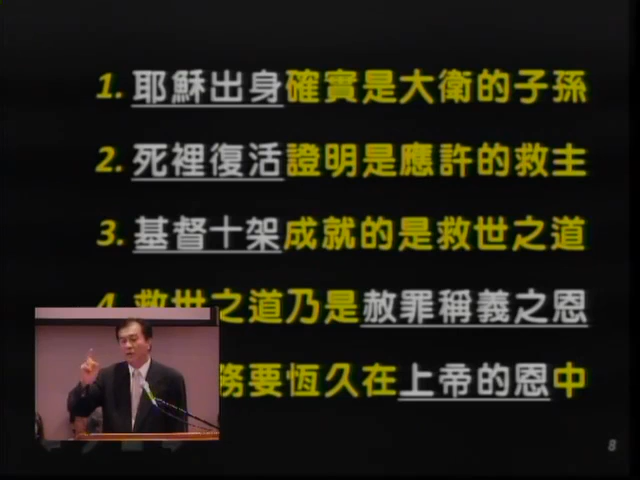 1. 耶穌出身確實是大衛的子孫
2. 死裡復活證明是應許的救主
3. 基督十架成就的是救世之道
4. 救世之道乃是赦罪稱義之恩
務要恆久在上帝的恩中
8